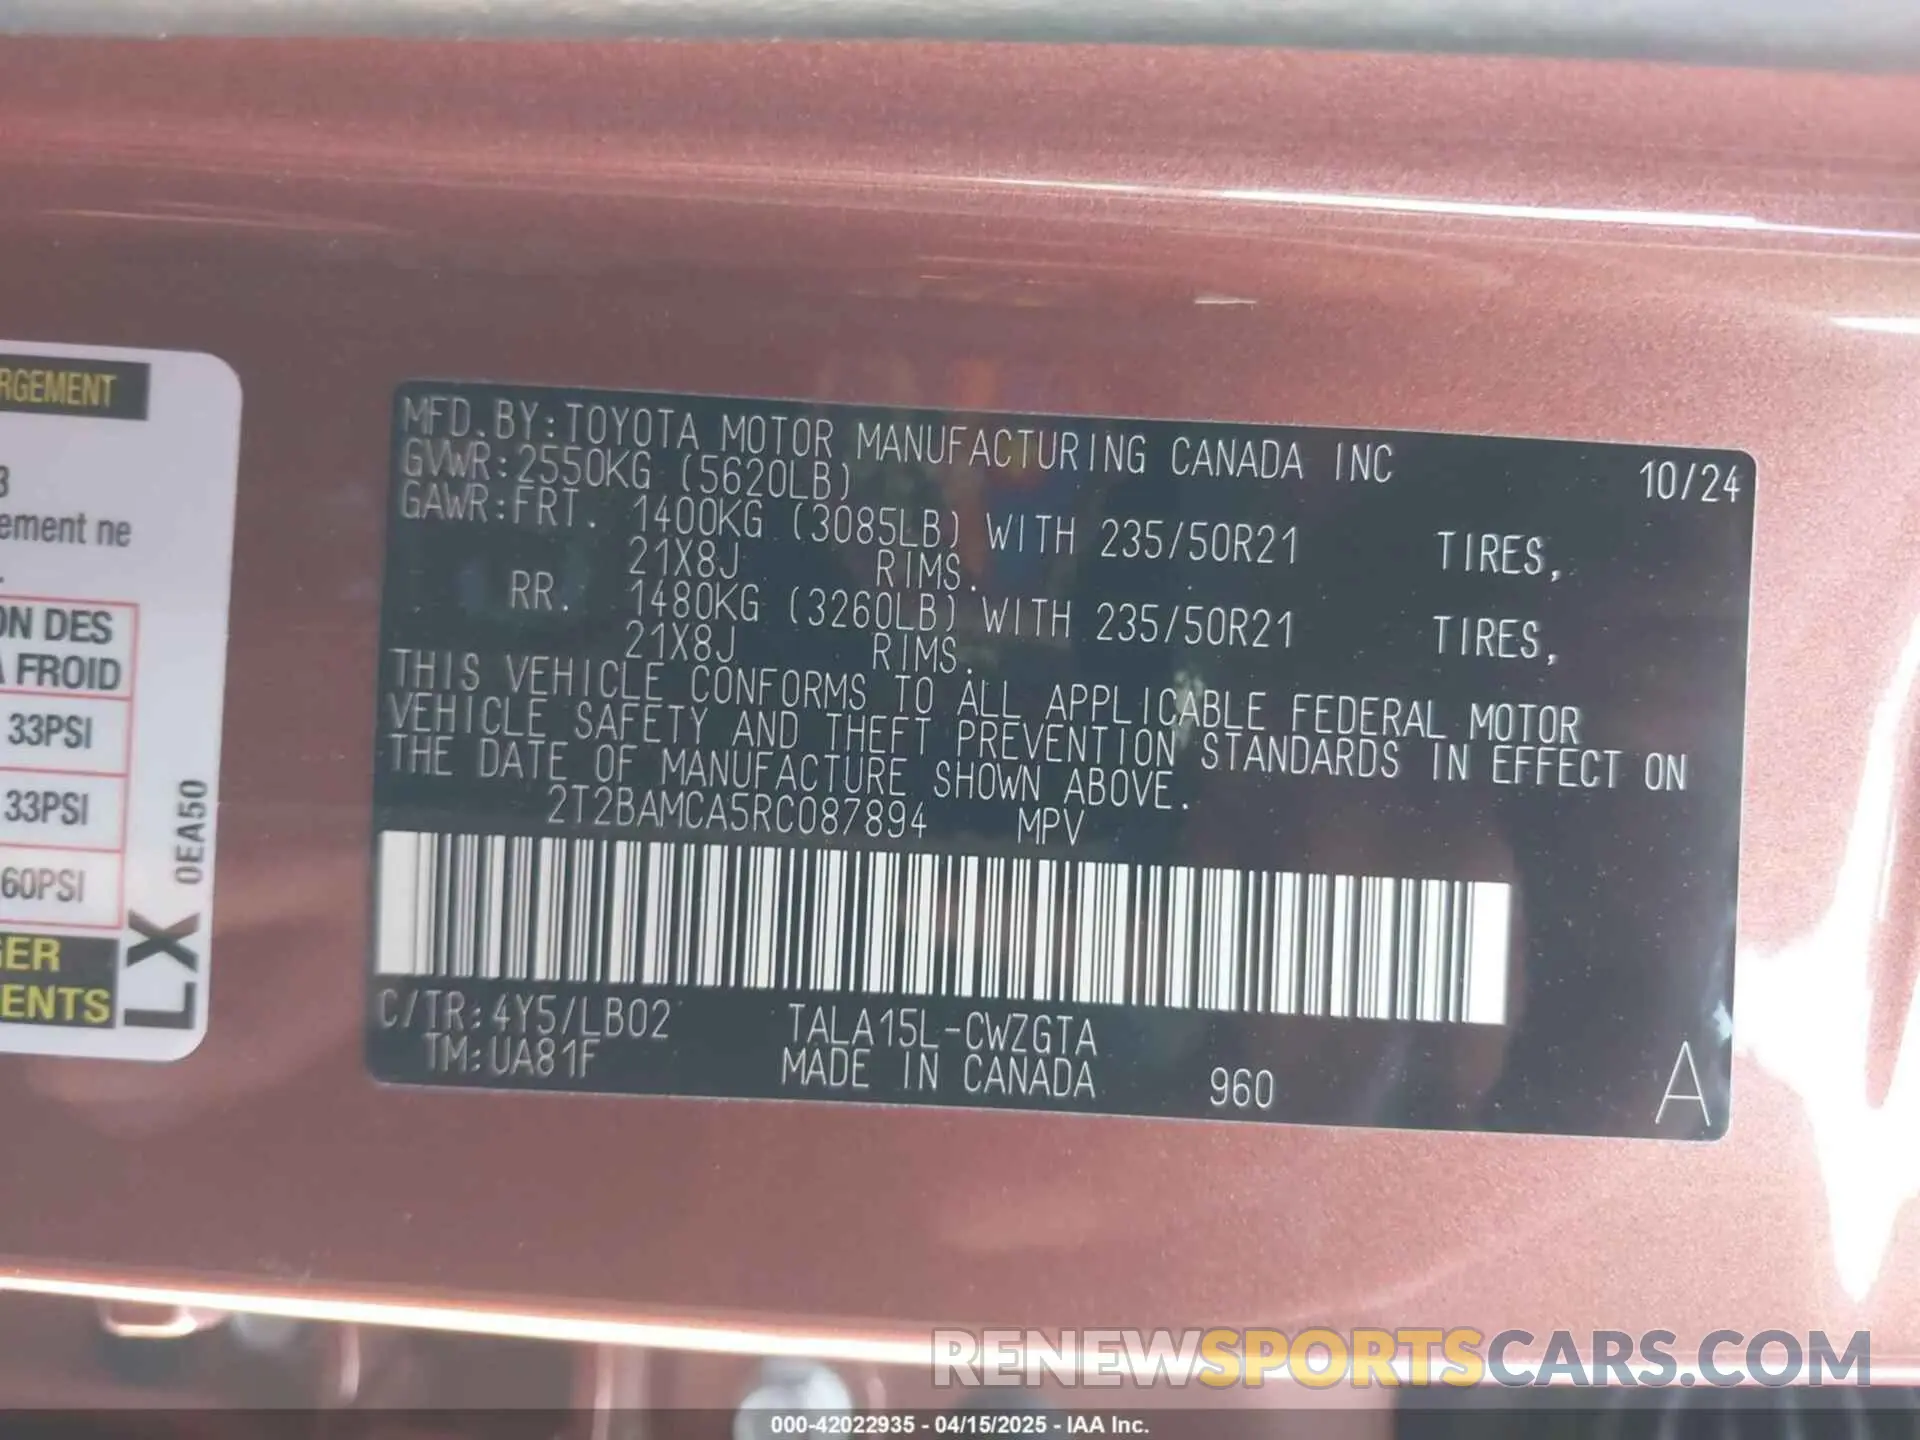 RGEMENT
3
ement ne
ON DES
A FROID
33PSI
33PSI
60PSI
GER
ENTS
LX
0EA50
MFD.BY:TOYOTA MOTOR MANUFACTURING CANADA INC 10/24
GVWR:2550KG (5620LB)
GAWR:FRT. 1400KG (3085LB) WITH 235/50R21 TIRES,
21X8J RIMS.
RR. 1480KG (3260LB) WITH 235/50R21 TIRES,
21X8J RIMS.
THIS VEHICLE CONFORMS TO ALL APPLICABLE FEDERAL MOTOR
VEHICLE SAFETY AND THEFT PREVENTION STANDARDS IN EFFECT ON
THE DATE OF MANUFACTURE SHOWN ABOVE.
2T2BAMCA5RC087894 MPV
C/TR:4Y5/LB02 TALA15L-CWZGTA
TM:UA81F MADE IN CANADA 960 A
RENEWSPORTSCARS.COM
000-42022935 - 04/15/2025 - IAA Inc.